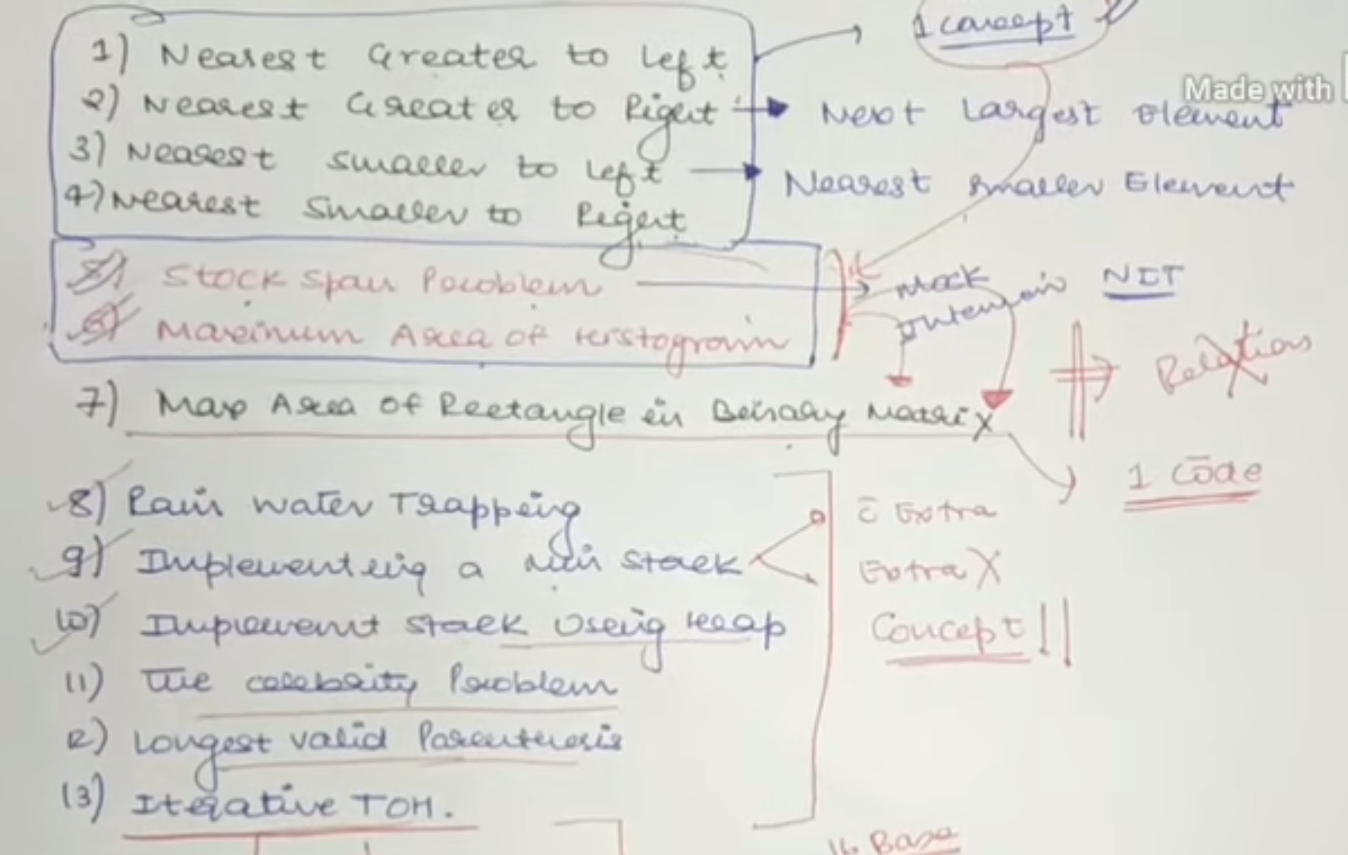 1) Nearest Greater to Left
1 concept
2) Nearest Greater to Right → Next Largest Element
Made with
3) Nearest smaller to Left → Nearest smaller Element
4) Nearest Smaller to Right
5) Stock Span Problem → Mock Interview NIT
6) Maximum Area of Histogram
Relation
7) Max Area of Rectangle in Binary Matrix
1 Code
8) Rain Water Trapping
Extra
9) Implementing a Min Stack
Extra X
10) Implement stack using Heap
Concept!!
11) The celebrity Problem
12) Longest valid Parenthesis
13) Iterative TOH.
Base